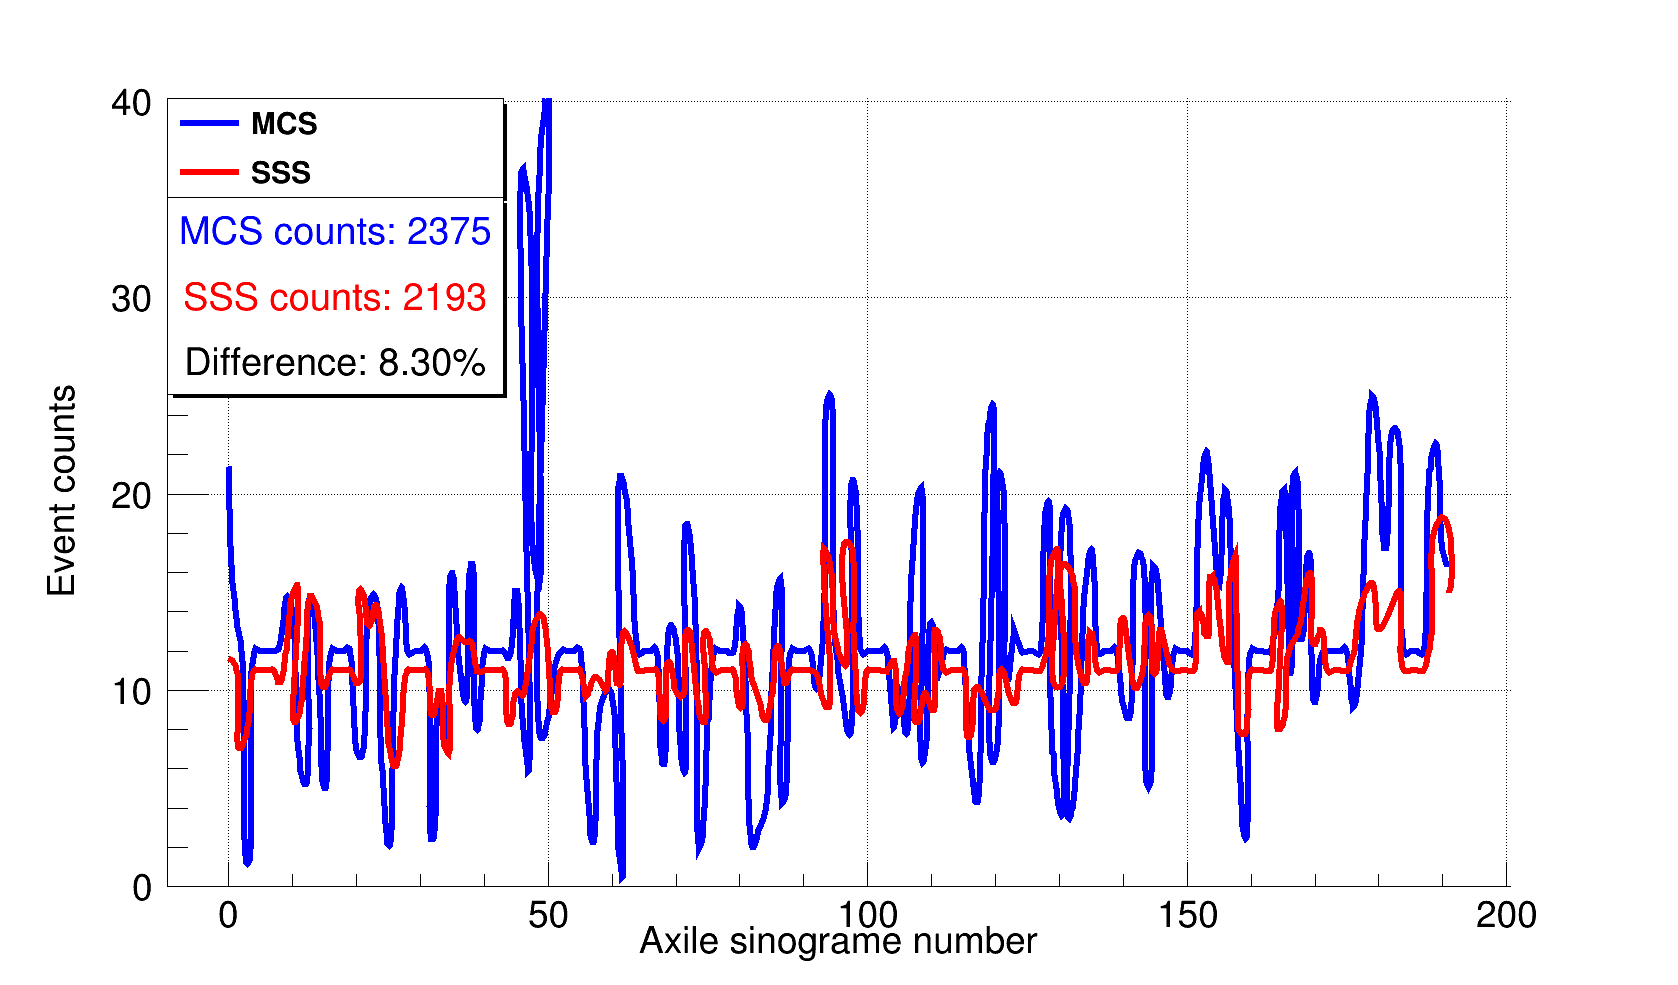 40
MCS
SSS
MCS counts: 2375
30
SSS counts: 2193
Difference: 8.30%
Event counts
20
10
0
0 50 100 150 200
Axile sinograme number